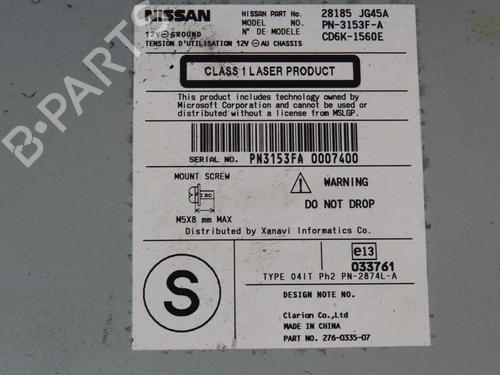 NISSAN NISSAN PART NO. 28185 JG45A
12V⊖GROUND MODEL NO. PN-3153F-A
TENSION D'UTILISATION 12V ⊖AU CHASSIS N° DE MODELE CD6K-1560E
CLASS 1 LASER PRODUCT
This product includes technology owned by
Microsoft Corporation and cannot be used or
distributed without a license from MSLGP.
SERIAL NO. PN3153FA 0007400
MOUNT SCREW
WARNING
ISO
DO NOT DROP
M5X8 mm MAX
Distributed by Xanavi Informatics Co.
e13
033761
TYPE 04IT Ph2 PN-2874L-A
S
DESIGN NOTE NO.
Clarion Co.,Ltd
MADE IN CHINA
PART NO. 276-0335-07
B-PARTS